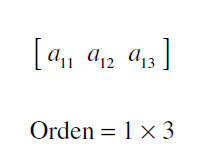 [ a₁₁ a₁₂ a₁₃ ]
Orden = 1 × 3